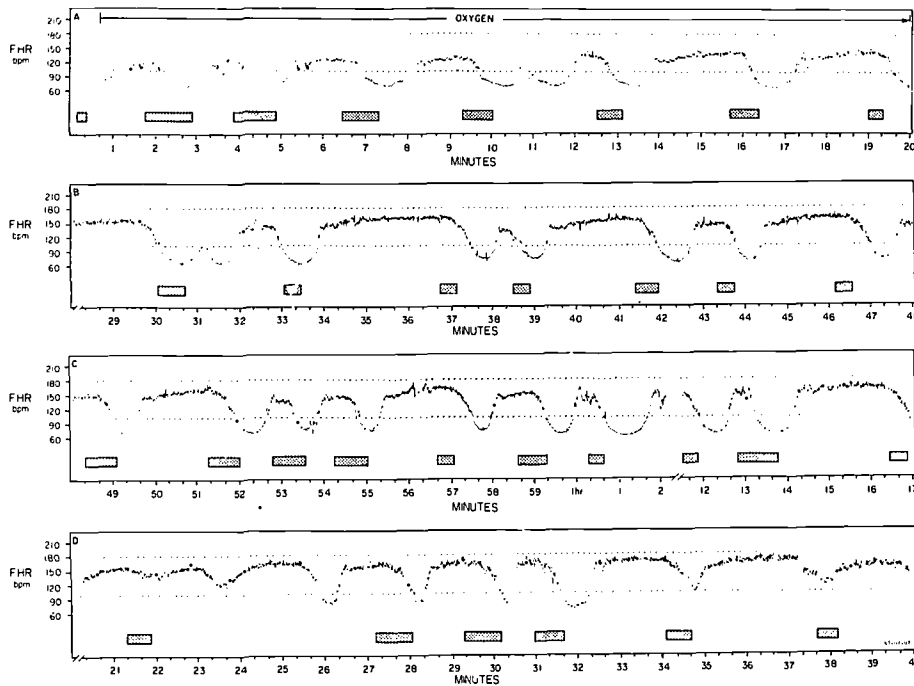 A
OXYGEN
FHR
bpm
210
180
150
120
90
60
1 2 3 4 5 6 7 8 9 10 11 12 13 14 15 16 17 18 19 20
MINUTES
B
FHR
bpm
210
180
150
120
90
60
29 30 31 32 33 34 35 36 37 38 39 40 41 42 43 44 45 46 47
MINUTES
C
FHR
bpm
210
180
150
120
90
60
49 50 51 52 53 54 55 56 57 58 59 1hr 1 2 12 13 14 15 16 17
MINUTES
D
FHR
bpm
210
180
150
120
90
60
21 22 23 24 25 26 27 28 29 30 31 32 33 34 35 36 37 38 39
MINUTES